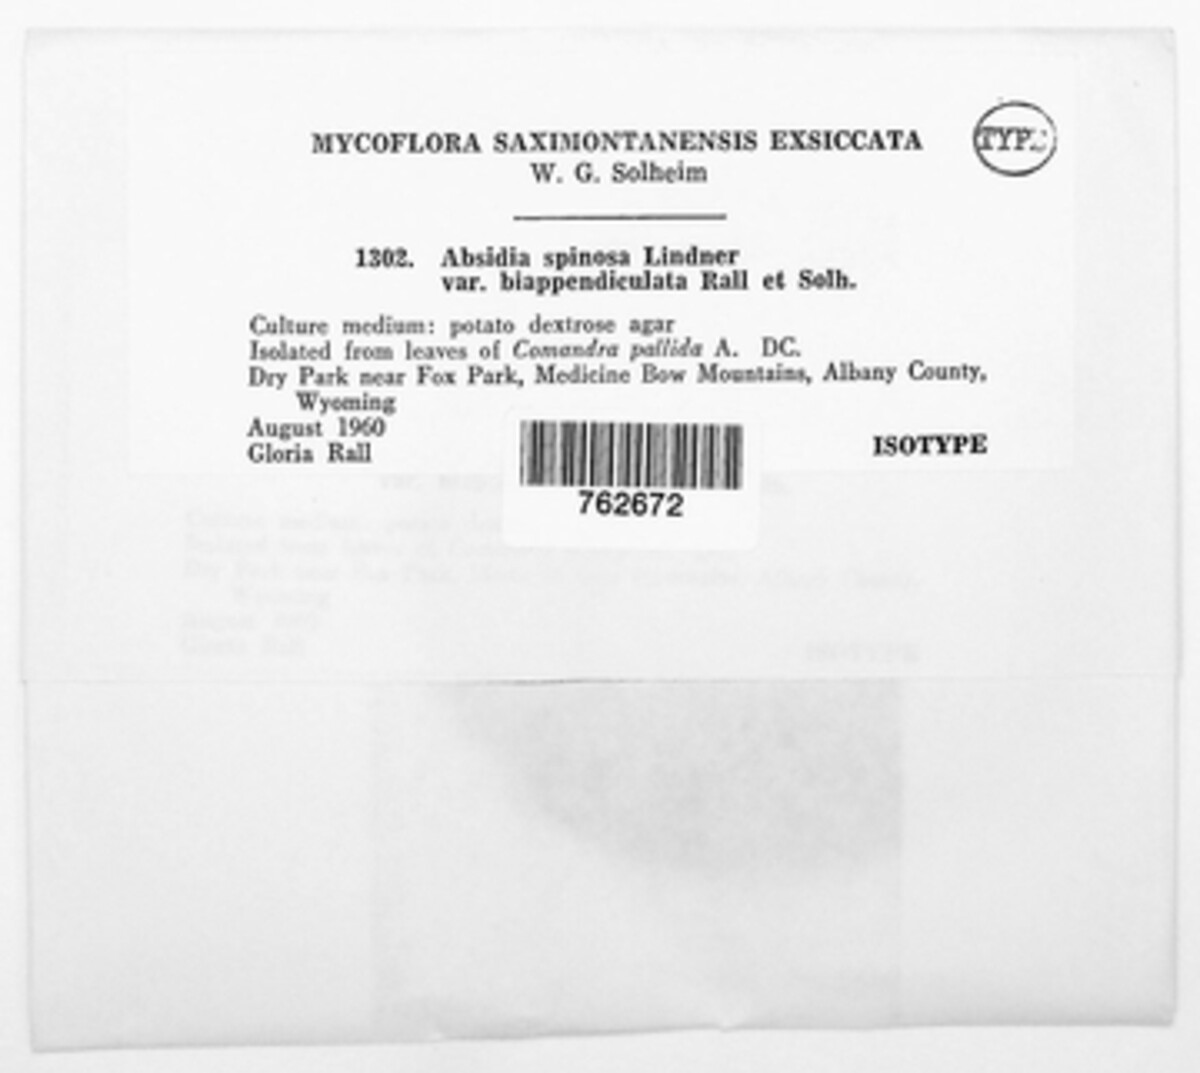 MYCOFLORA SAXIMONTANENSIS EXSICCATA
TYPE
W. G. Solheim
1302. Absidia spinosa Lindner
var. biappendiculata Rall et Solh.
Culture medium: potato dextrose agar
Isolated from leaves of Comandra pallida A. DC.
Dry Park near Fox Park, Medicine Bow Mountains, Albany County,
Wyoming
August 1960
Gloria Rall
ISOTYPE
762672